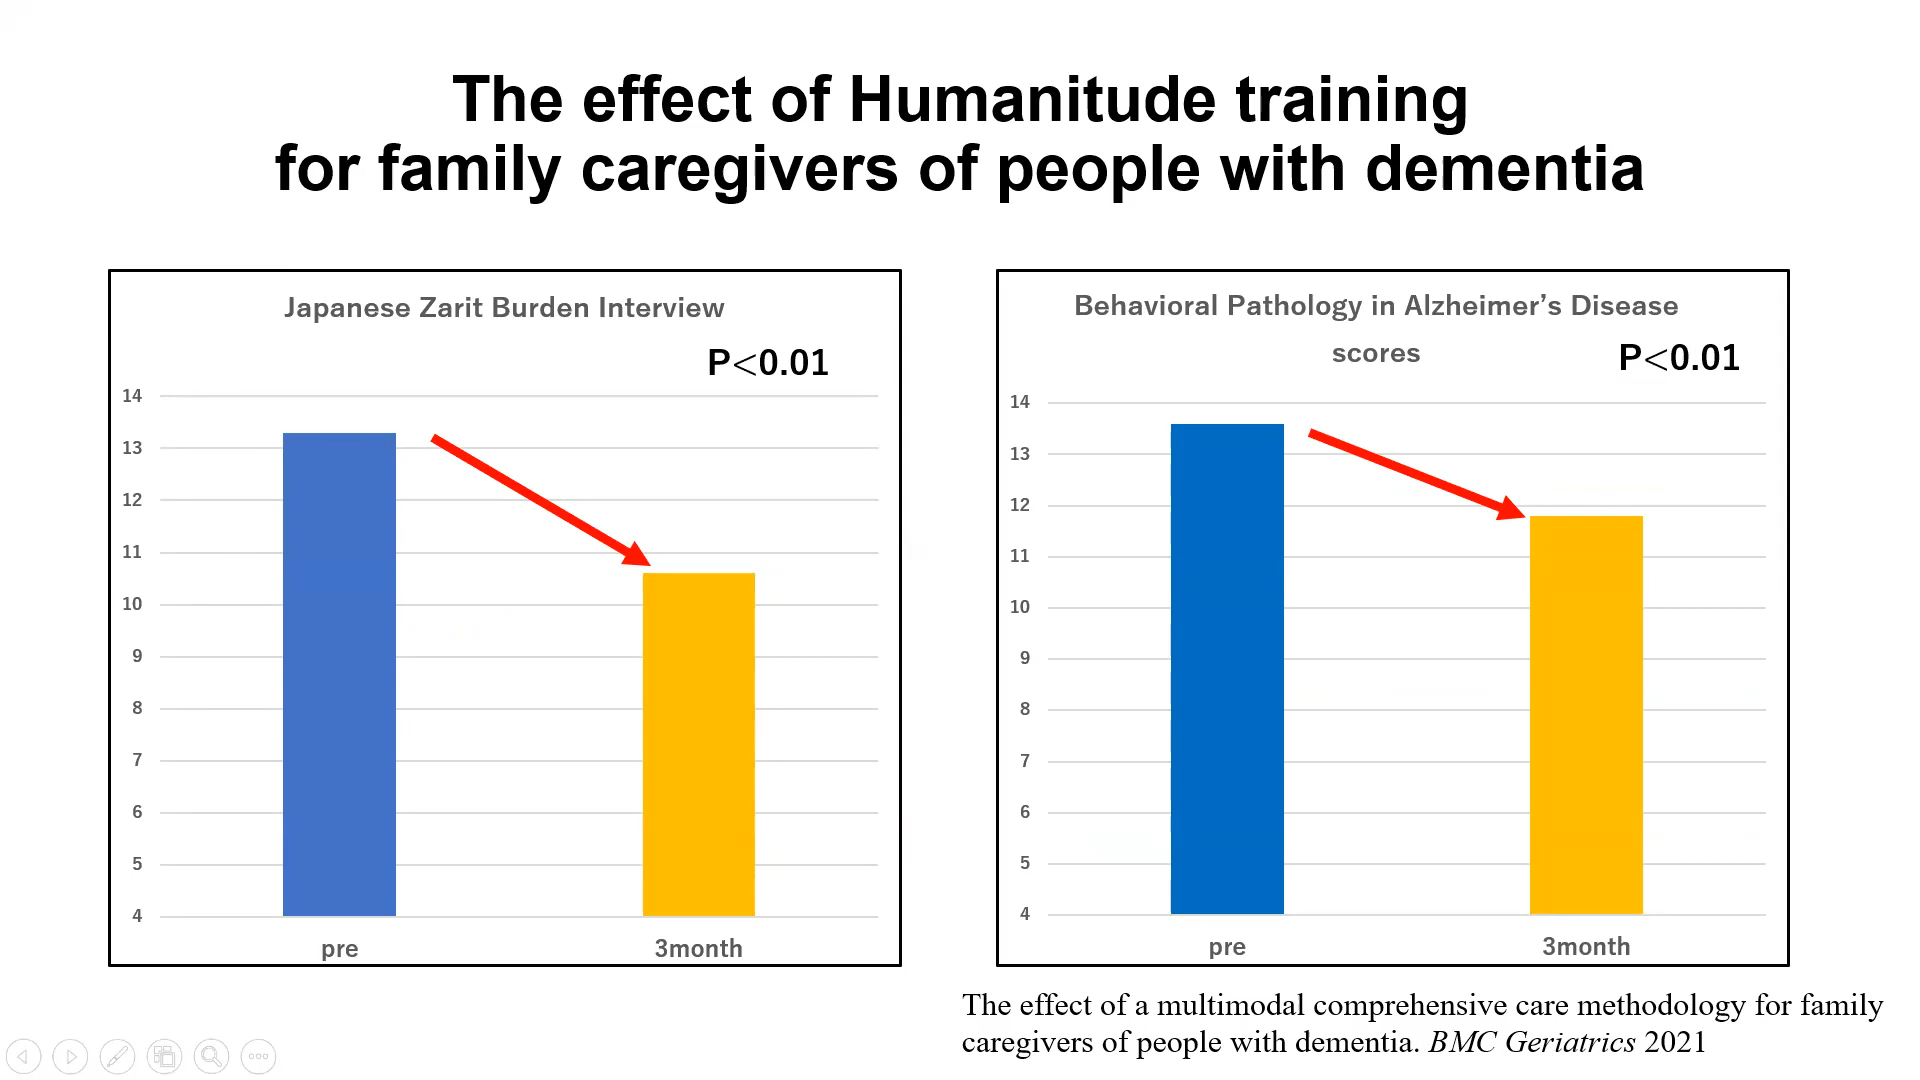 The effect of Humanitude training
for family caregivers of people with dementia
Japanese Zarit Burden Interview
P<0.01
14
13
12
11
10
9
8
7
6
5
4
pre
3month
Behavioral Pathology in Alzheimer’s Disease
scores
P<0.01
14
13
12
11
10
9
8
7
6
5
4
pre
3month
The effect of a multimodal comprehensive care methodology for family
caregivers of people with dementia. BMC Geriatrics 2021